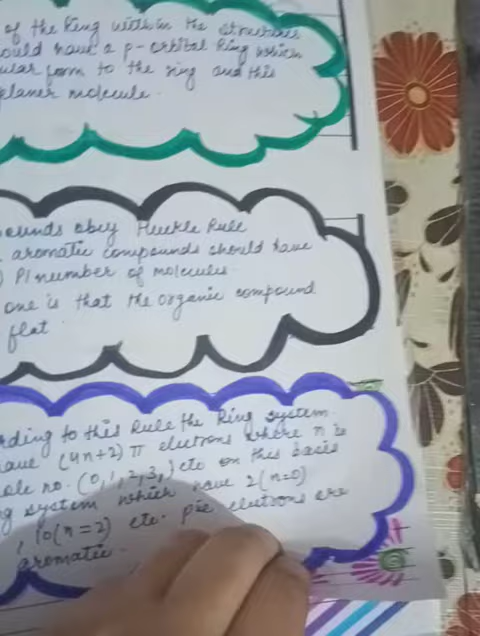 of the Ring within the structures
ould have a p-orbital Ring which
ular form to the ring and this
planer molecule.
ounds obey Huckle Rule
aromatic compounds should have
) PI number of molecules
one is that the organic compound
flat
rding to this Rule the Ring system
ave (4n+2) π electrons where n is
ole no. (0,1,2,3,) etc on this basis
g system which have 2(n=0)
, 10(n=2) etc. pie electrons are
aromatic.